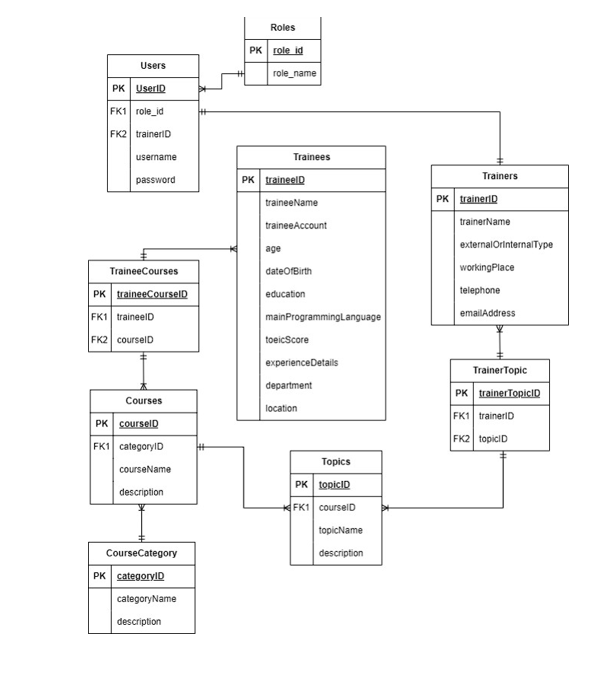 Roles
PK role_id
role_name
Users
PK UserID
FK1 role_id
FK2 trainerID
username
password
Trainees
PK traineeID
traineeName
traineeAccount
age
dateOfBirth
education
mainProgrammingLanguage
toeicScore
experienceDetails
department
location
Trainers
PK trainerID
trainerName
externalOrInternalType
workingPlace
telephone
emailAddress
TraineeCourses
PK traineeCourseID
FK1 traineeID
FK2 courseID
TrainerTopic
PK trainerTopicID
FK1 trainerID
FK2 topicID
Courses
PK courseID
FK1 categoryID
courseName
description
Topics
PK topicID
FK1 courseID
topicName
description
CourseCategory
PK categoryID
categoryName
description